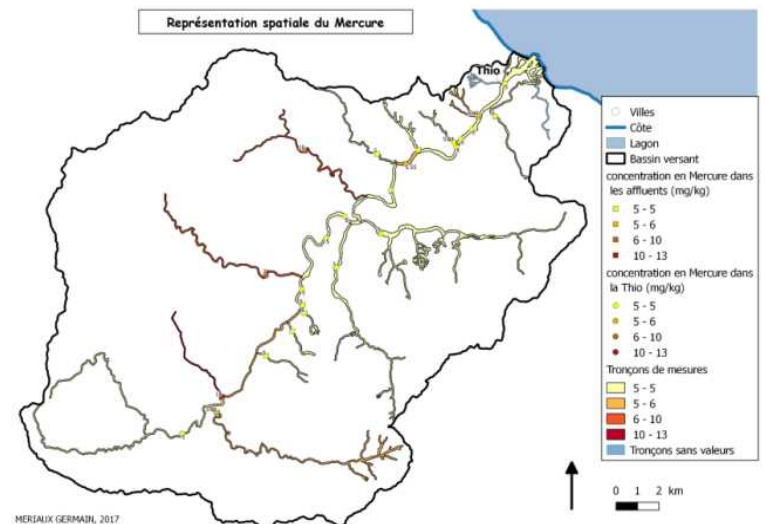 Représentation spatiale du Mercure
Thio
Villes
Côte
Lagon
Bassin versant
concentration en Mercure dans
les affluents (mg/kg)
5 - 5
5 - 6
6 - 10
10 - 13
concentration en Mercure dans
la Thio (mg/kg)
5 - 5
5 - 6
6 - 10
10 - 13
Tronçons de mesures
5 - 5
5 - 6
6 - 10
10 - 13
Tronçons sans valeurs
0 1 2 km
MERIAUX GERMAIN, 2017